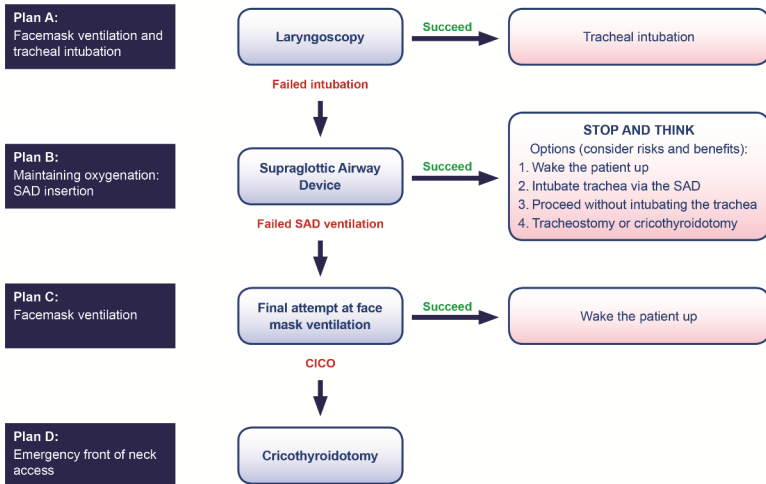 Plan A:
Facemask ventilation and
tracheal intubation
Laryngoscopy
Succeed
Tracheal intubation
Failed intubation
Plan B:
Maintaining oxygenation:
SAD insertion
Supraglottic Airway
Device
Succeed
STOP AND THINK
Options (consider risks and benefits):
1. Wake the patient up
2. Intubate trachea via the SAD
3. Proceed without intubating the trachea
4. Tracheostomy or cricothyroidotomy
Failed SAD ventilation
Plan C:
Facemask ventilation
Final attempt at face
mask ventilation
Succeed
Wake the patient up
CICO
Plan D:
Emergency front of neck
access
Cricothyroidotomy